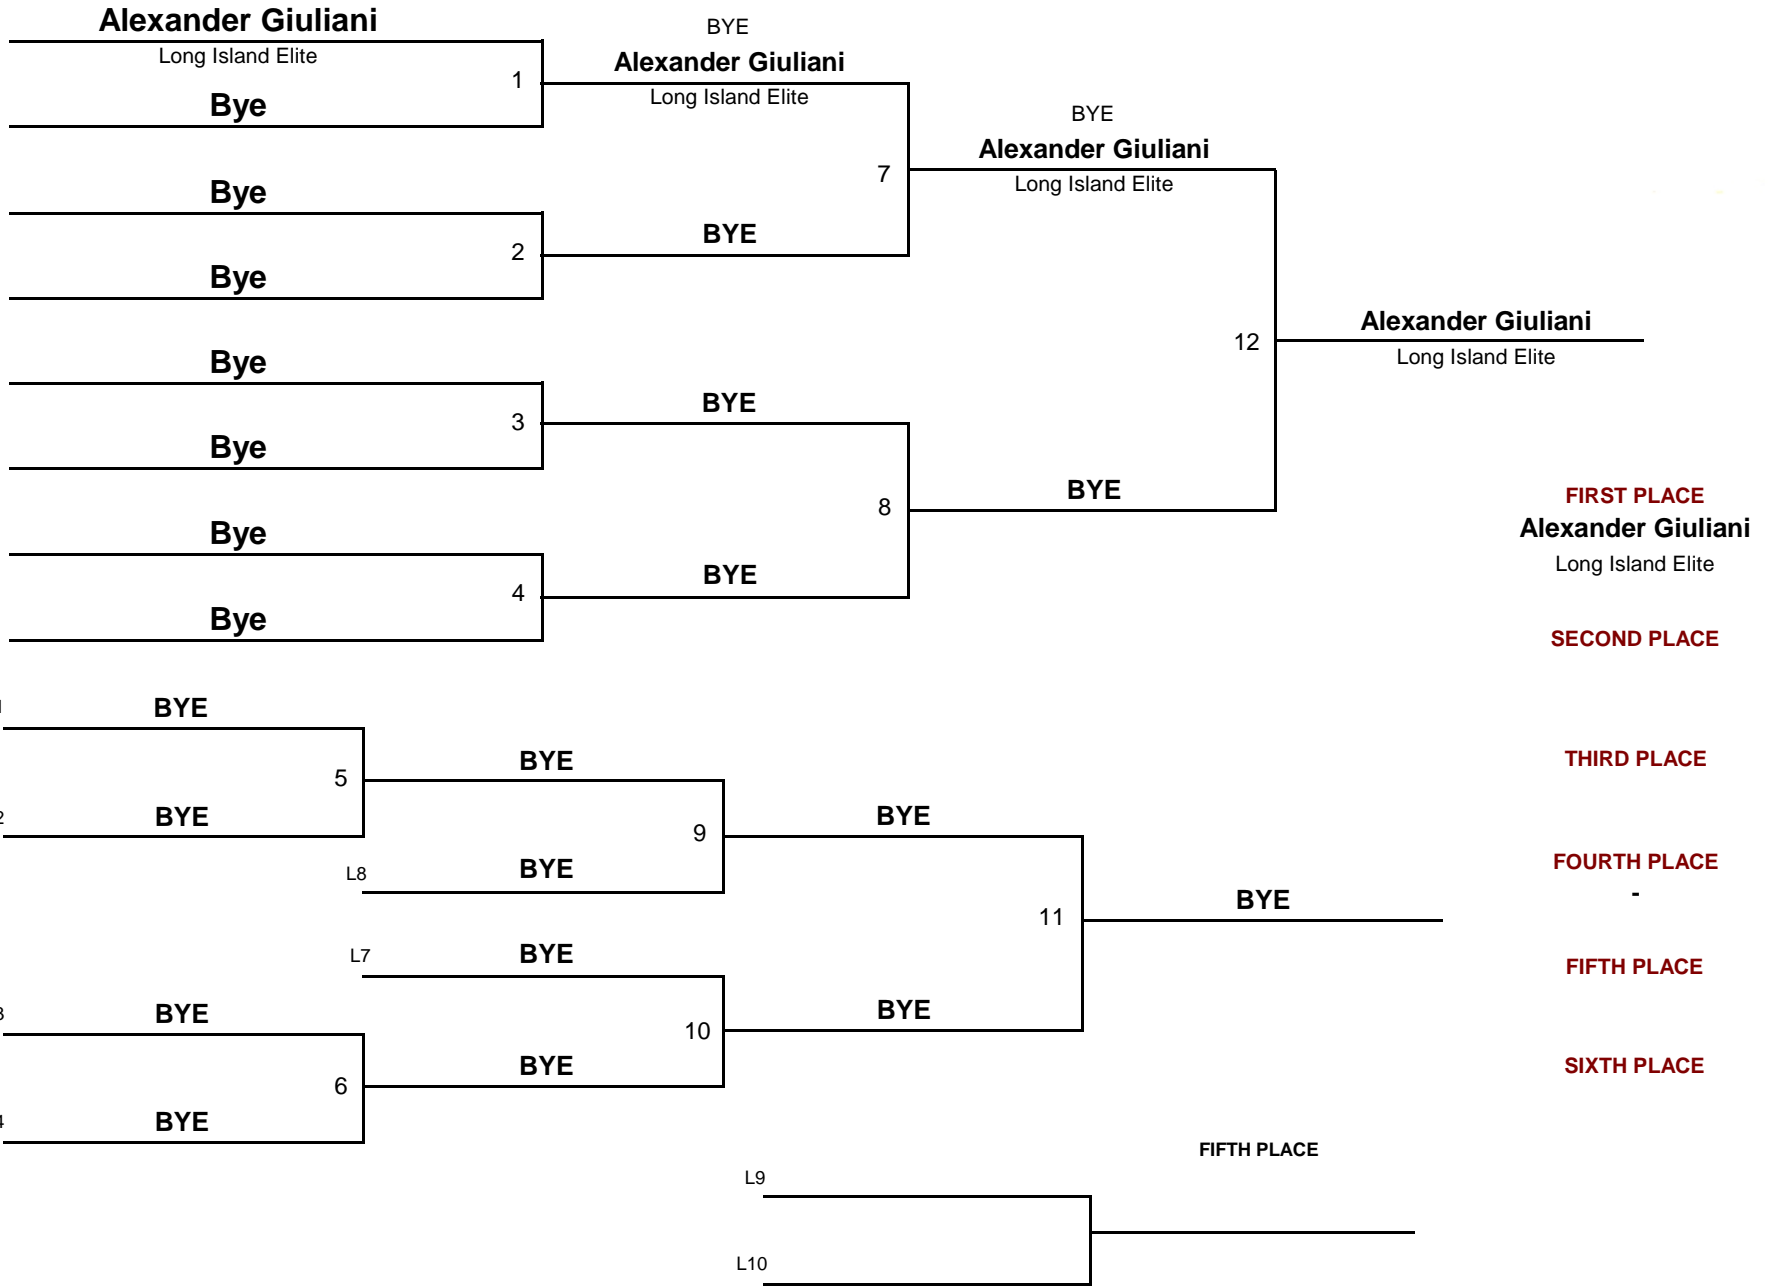 Alexander Giuliani
Long Island Elite
Bye
1
BYE
Alexander Giuliani
Long Island Elite
Bye
Bye
2
BYE
7
BYE
Alexander Giuliani
Long Island Elite
Bye
Bye
3
BYE
Bye
Bye
4
BYE
8
BYE
12
Alexander Giuliani
Long Island Elite
FIRST PLACE
Alexander Giuliani
Long Island Elite
SECOND PLACE
THIRD PLACE
FOURTH PLACE
-
FIFTH PLACE
SIXTH PLACE
BYE
2
BYE
5
BYE
L8
BYE
9
BYE
L7
BYE
3
BYE
4
BYE
6
BYE
10
BYE
11
BYE
FIFTH PLACE
L9
L10